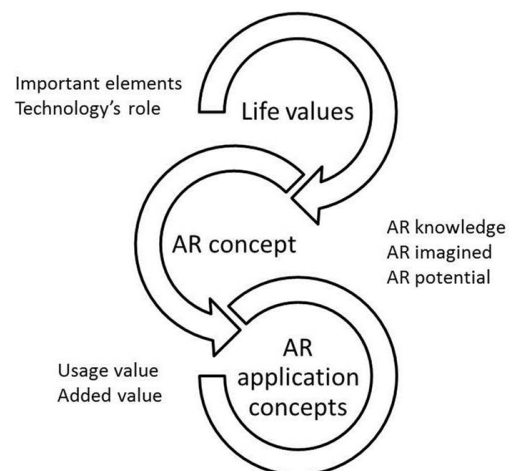 Important elements
Technology's role
Life values
AR concept
AR knowledge
AR imagined
AR potential
Usage value
Added value
AR
application
concepts